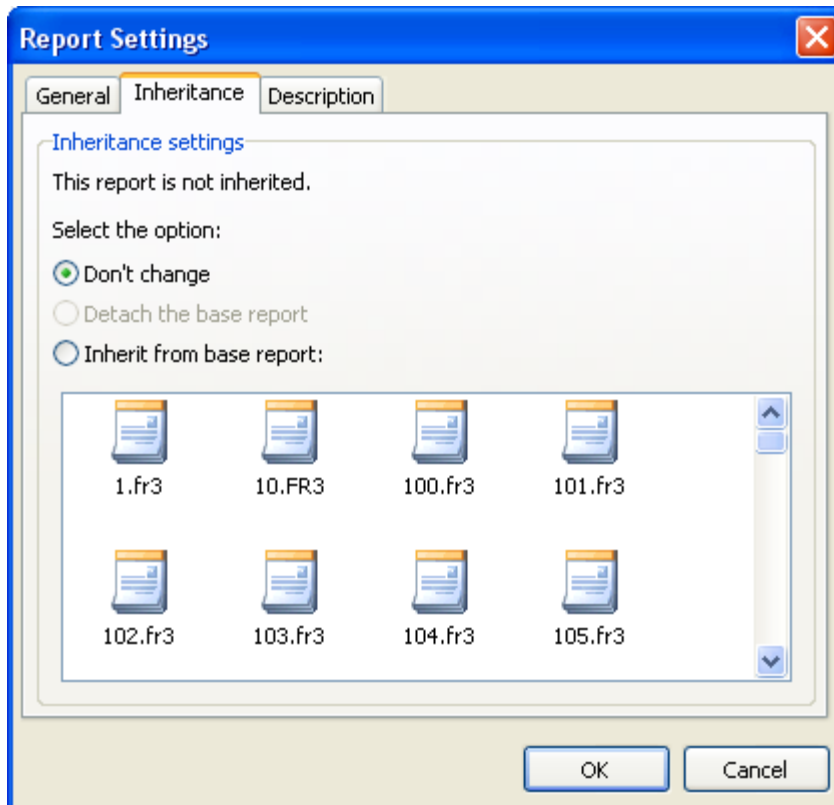 Report Settings
General Inheritance Description
Inheritance settings
This report is not inherited.
Select the option:
Don't change
Detach the base report
Inherit from base report:
1.fr3 10.FR3 100.fr3 101.fr3
102.fr3 103.fr3 104.fr3 105.fr3
OK Cancel